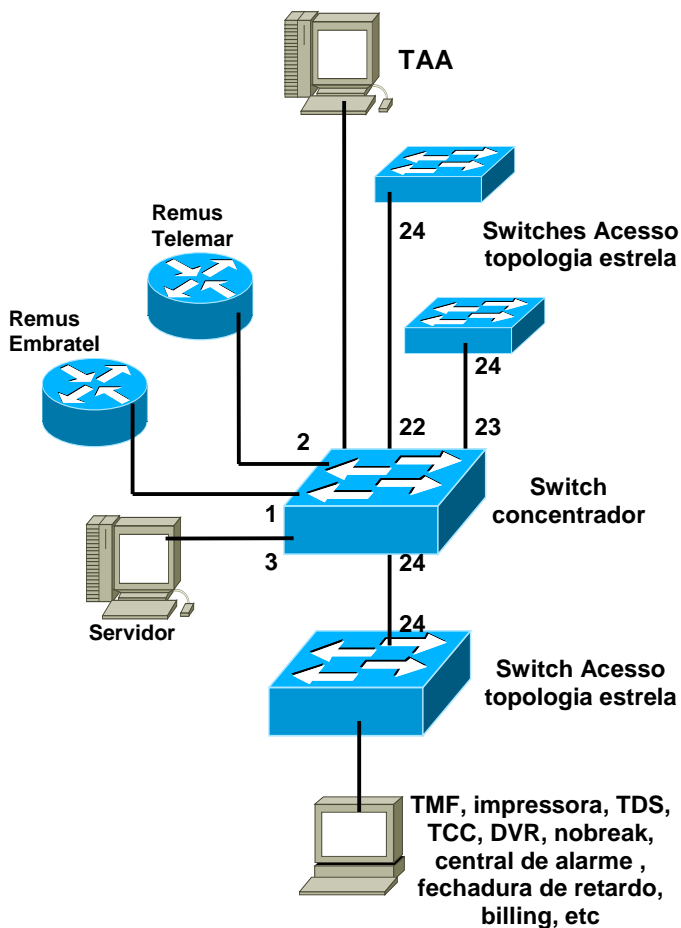 TAA
Remus
Telemar
24
Switches Acesso
topologia estrela
Remus
Embratel
24
2
22
23
1
Switch
concentrador
3
24
Servidor
24
Switch Acesso
topologia estrela
TMF, impressora, TDS,
TCC, DVR, nobreak,
central de alarme ,
fechadura de retardo,
billing, etc